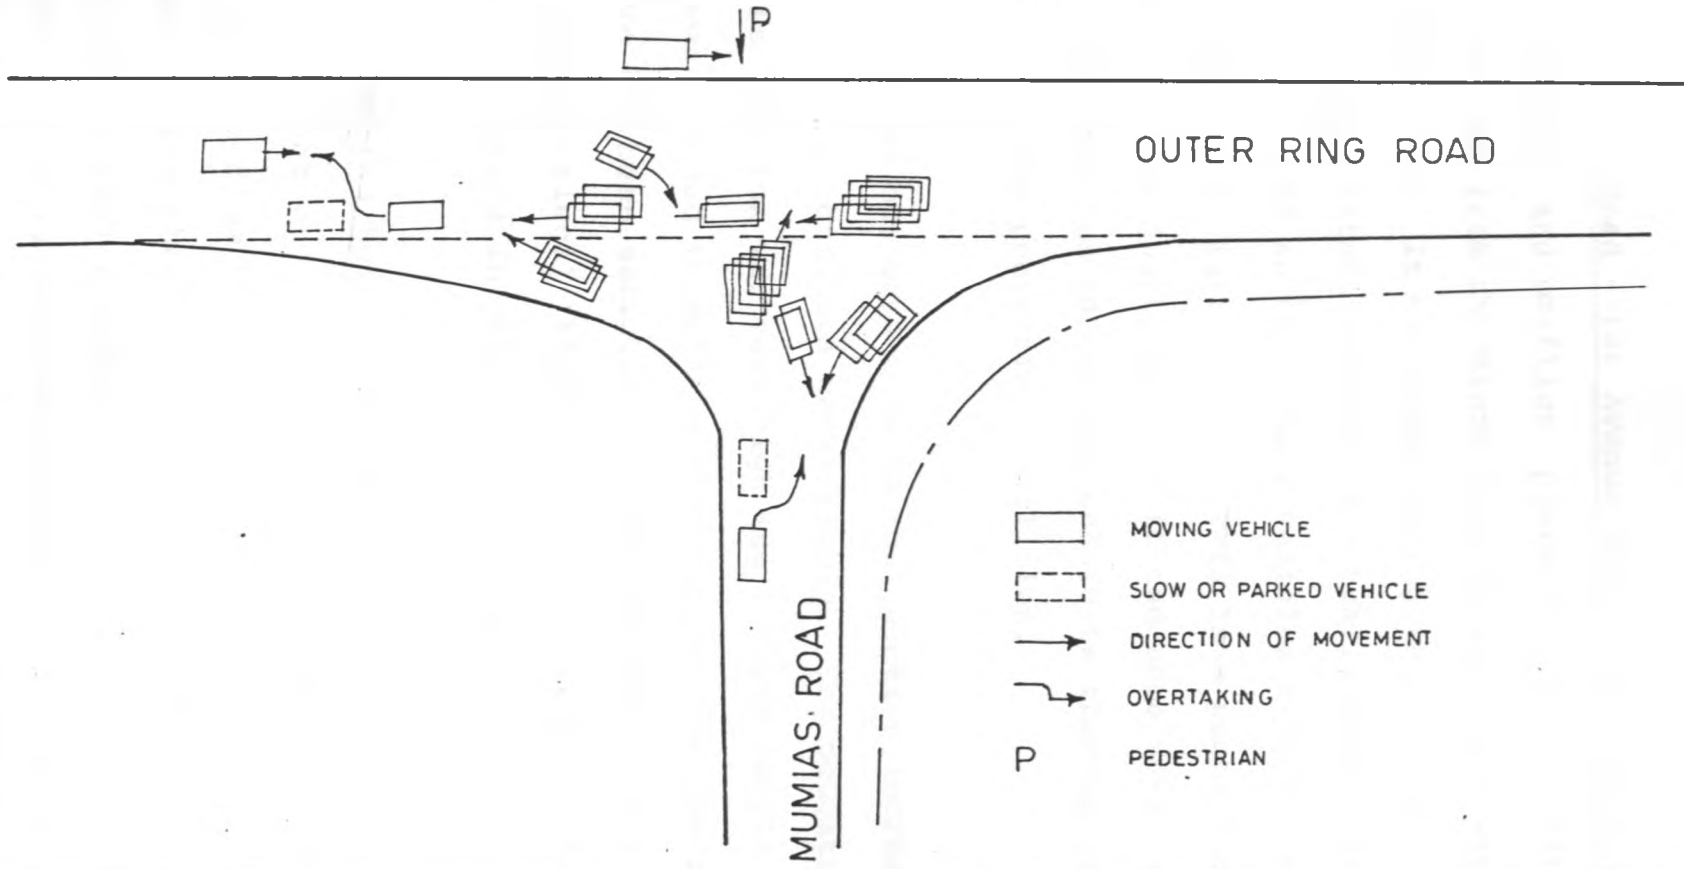 P
OUTER RING ROAD
MUMIAS. ROAD
MOVING VEHICLE
SLOW OR PARKED VEHICLE
DIRECTION OF MOVEMENT
OVERTAKING
P PEDESTRIAN